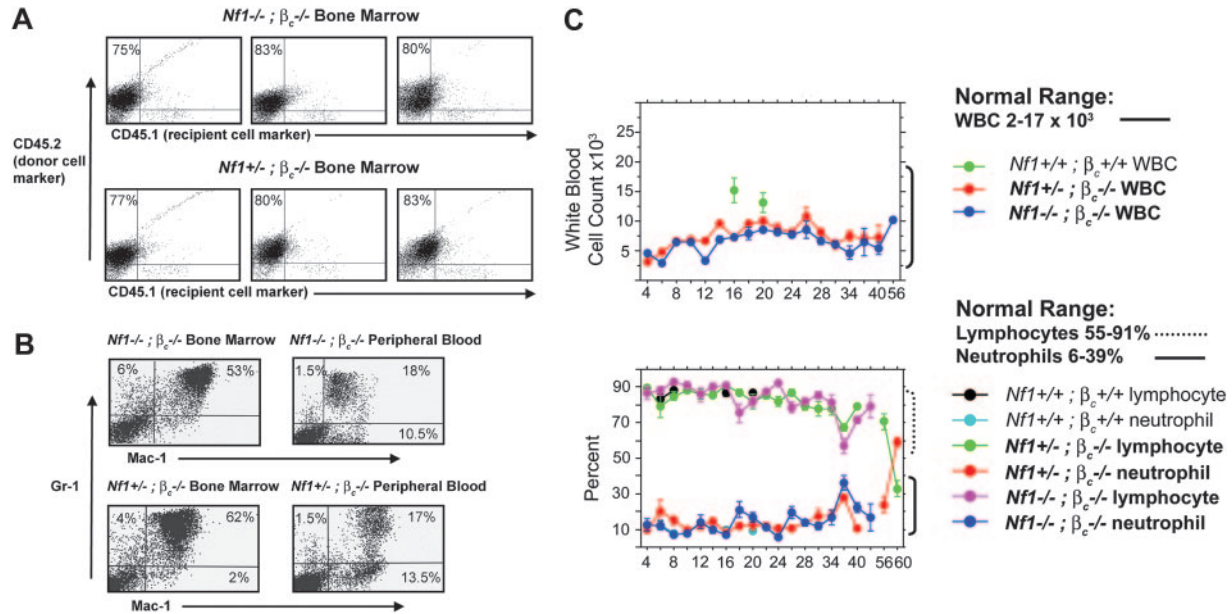 A
Nf1-/- ; βc-/- Bone Marrow
75%
83%
80%
CD45.2
(donor cell
marker)
CD45.1 (recipient cell marker)
Nf1+/- ; βc-/- Bone Marrow
77%
80%
83%
CD45.1 (recipient cell marker)
B
Nf1-/- ; βc-/- Bone Marrow
Nf1-/- ; βc-/- Peripheral Blood
6%
53%
1.5%
18%
10.5%
Mac-1
Gr-1
Nf1+/- ; βc-/- Bone Marrow
Nf1+/- ; βc-/- Peripheral Blood
4%
62%
2%
1.5%
17%
13.5%
Mac-1
C
White Blood
Cell Count x10³
25
20
15
10
5
4 8 12 16 20 24 28 34 40 56
Normal Range:
WBC 2-17 x 10³
Nf1+/+ ; βc+/+ WBC
Nf1+/- ; βc-/- WBC
Nf1-/- ; βc-/- WBC
Percent
90
70
50
30
10
4 8 12 16 20 24 28 34 40 56 60
Normal Range:
Lymphocytes 55-91%
Neutrophils 6-39%
Nf1+/+ ; βc+/+ lymphocyte
Nf1+/+ ; βc+/+ neutrophil
Nf1+/- ; βc-/- lymphocyte
Nf1+/- ; βc-/- neutrophil
Nf1-/- ; βc-/- lymphocyte
Nf1-/- ; βc-/- neutrophil